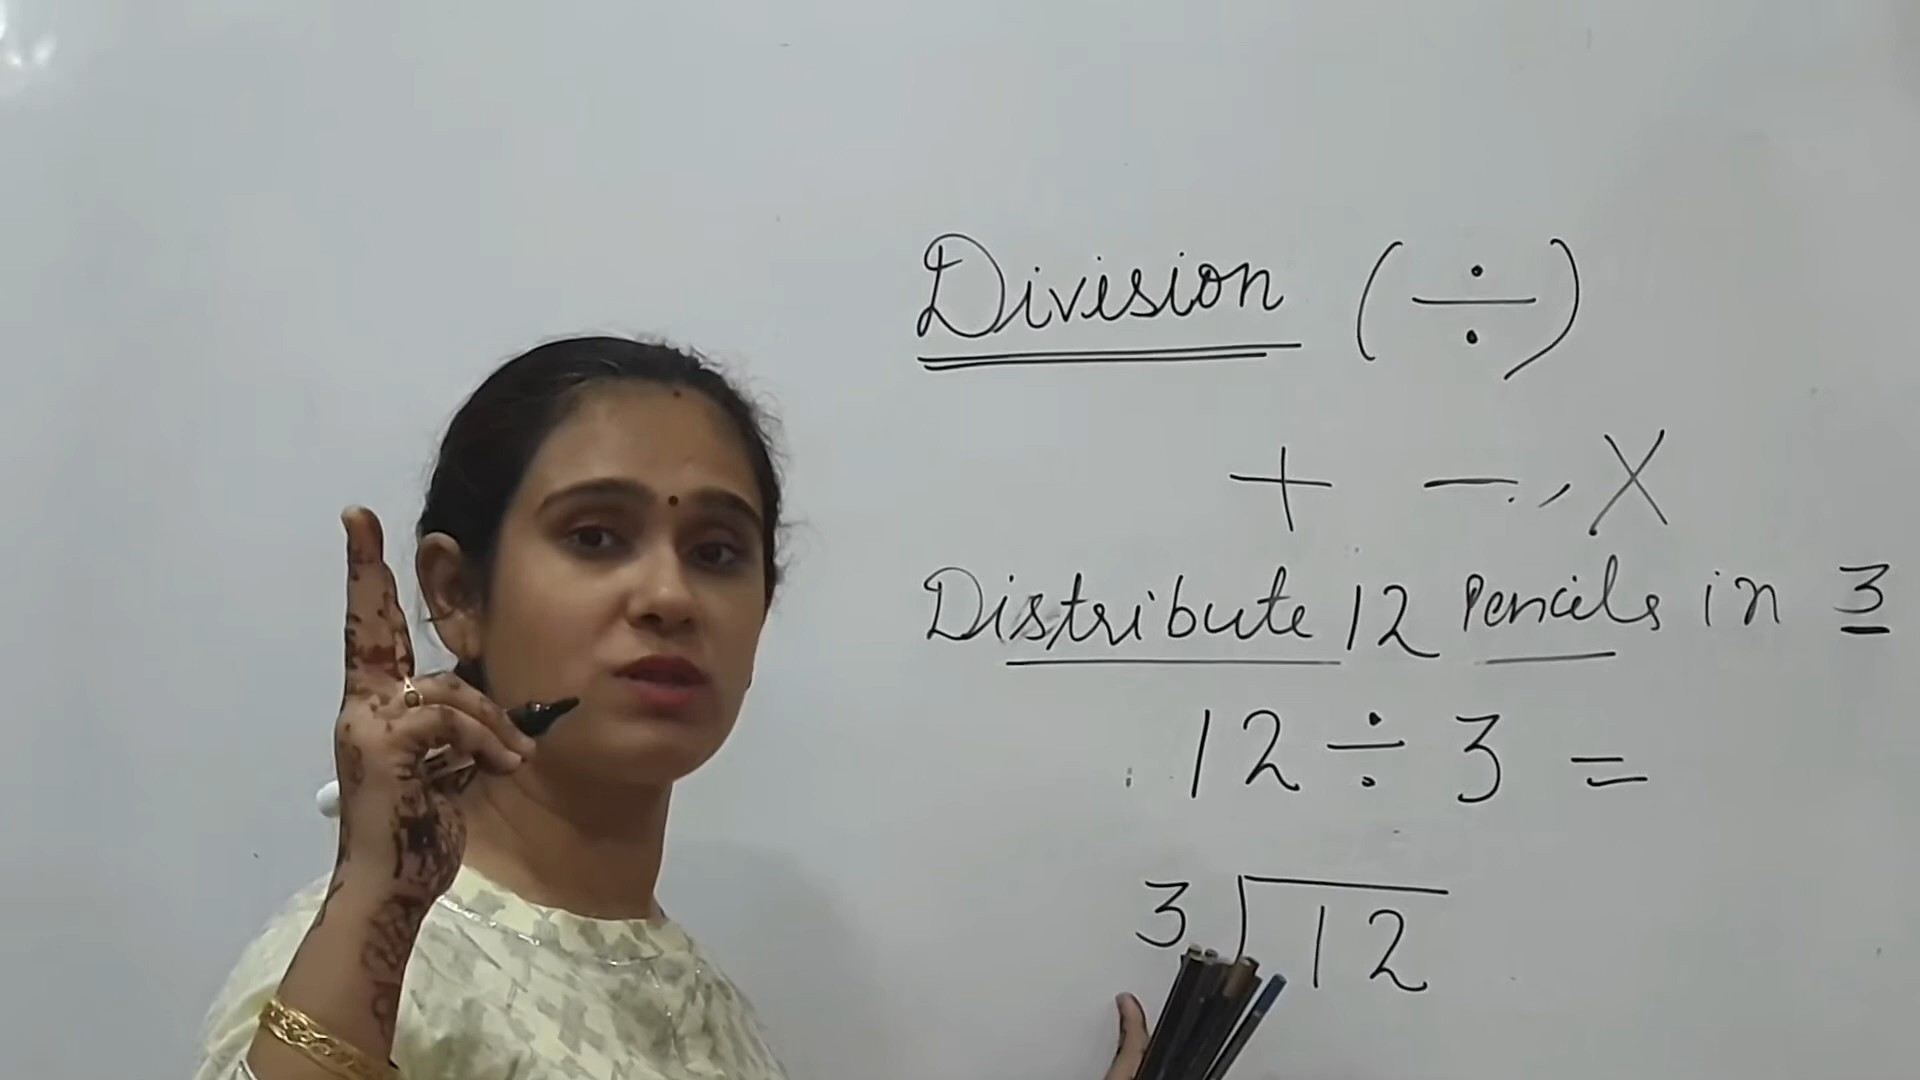 Division (÷)
+ - , X
Distribute 12 Pencils in 3
12 ÷ 3 =
3 12